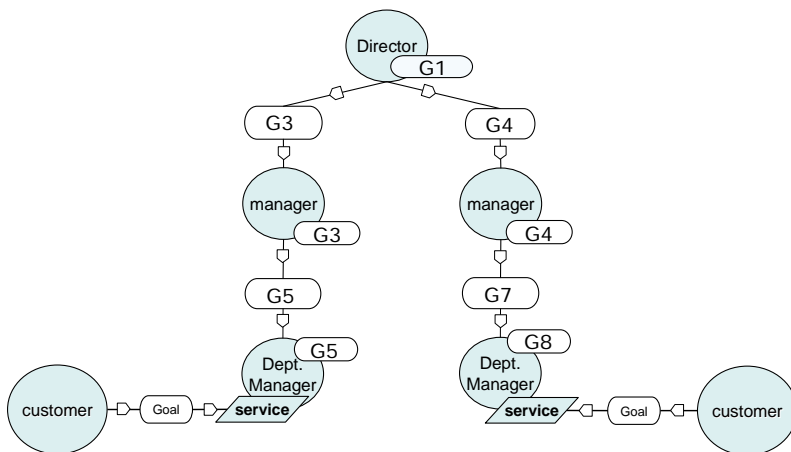 Director
G1
G3
G4
manager
G3
manager
G4
G5
G7
G5
Dept.
Manager
service
G8
Dept.
Manager
service
customer
Goal
Goal
customer